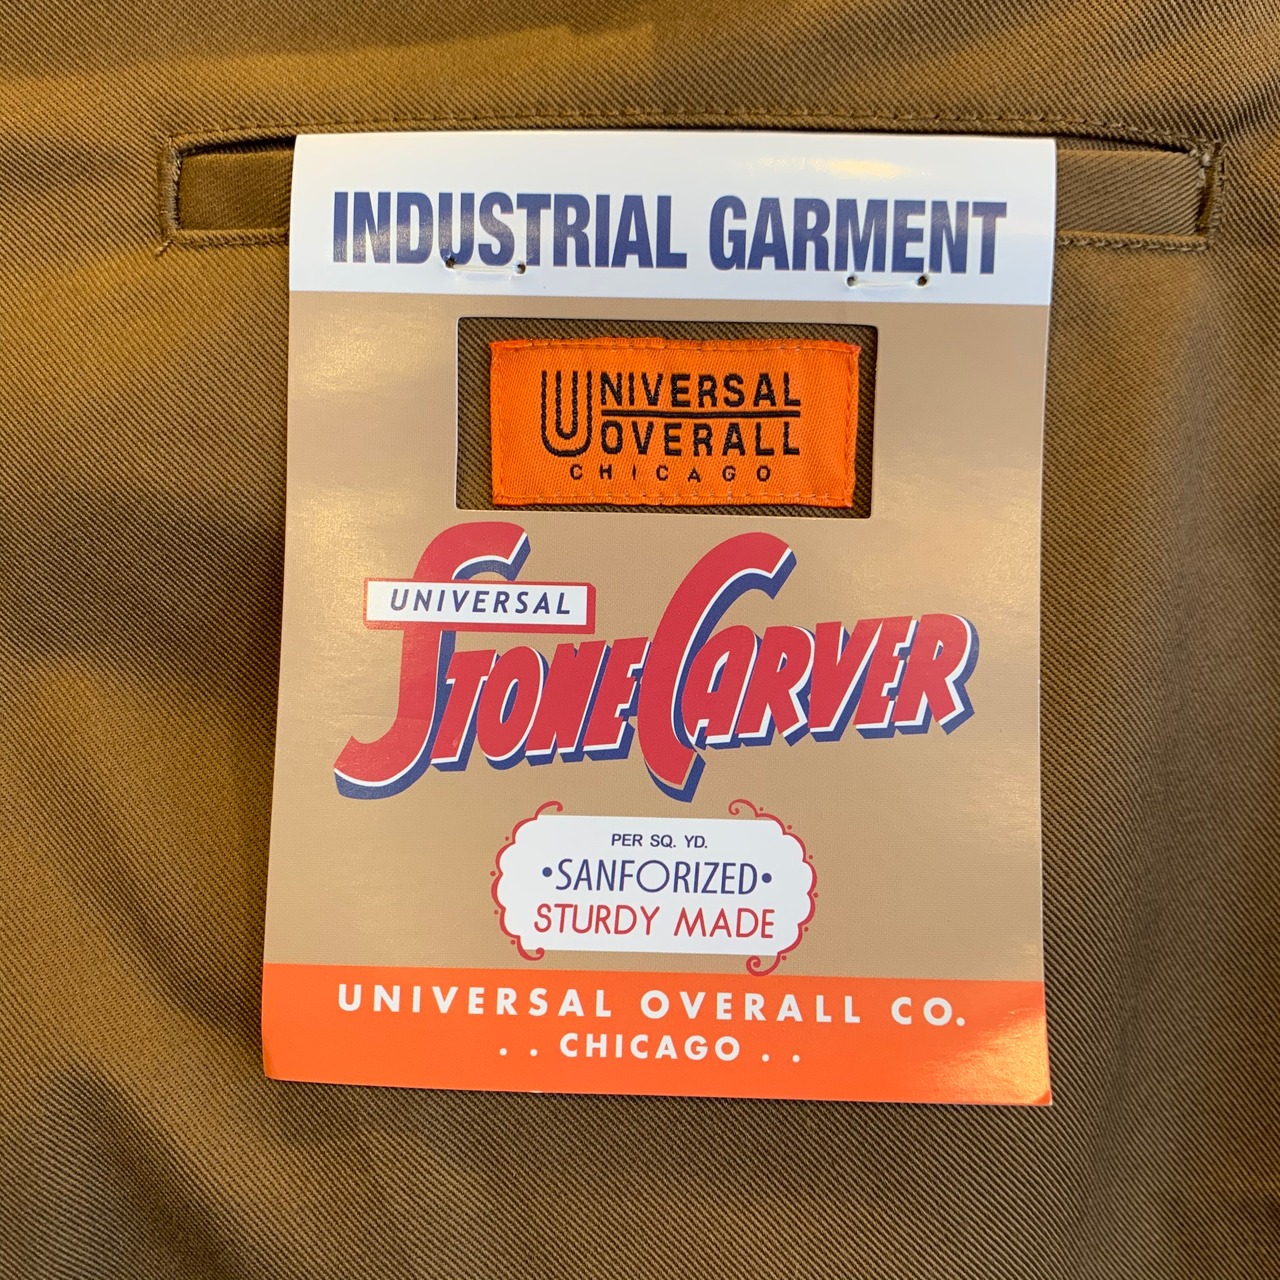 INDUSTRIAL GARMENT
UNIVERSAL
OVERALL
CHICAGO
UNIVERSAL
STONE CARVER
PER SQ. YD.
•SANFORIZED•
STURDY MADE
UNIVERSAL OVERALL CO.
. . CHICAGO . .